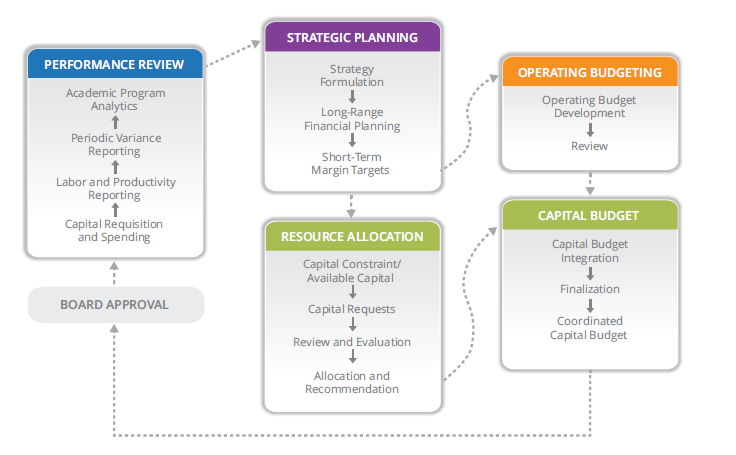 PERFORMANCE REVIEW
Academic Program
Analytics
Periodic Variance
Reporting
Labor and Productivity
Reporting
Capital Requisition
and Spending
BOARD APPROVAL
STRATEGIC PLANNING
Strategy
Formulation
Long-Range
Financial Planning
Short-Term
Margin Targets
RESOURCE ALLOCATION
Capital Constraint/
Available Capital
Capital Requests
Review and Evaluation
Allocation and
Recommendation
OPERATING BUDGETING
Operating Budget
Development
Review
CAPITAL BUDGET
Capital Budget
Integration
Finalization
Coordinated
Capital Budget